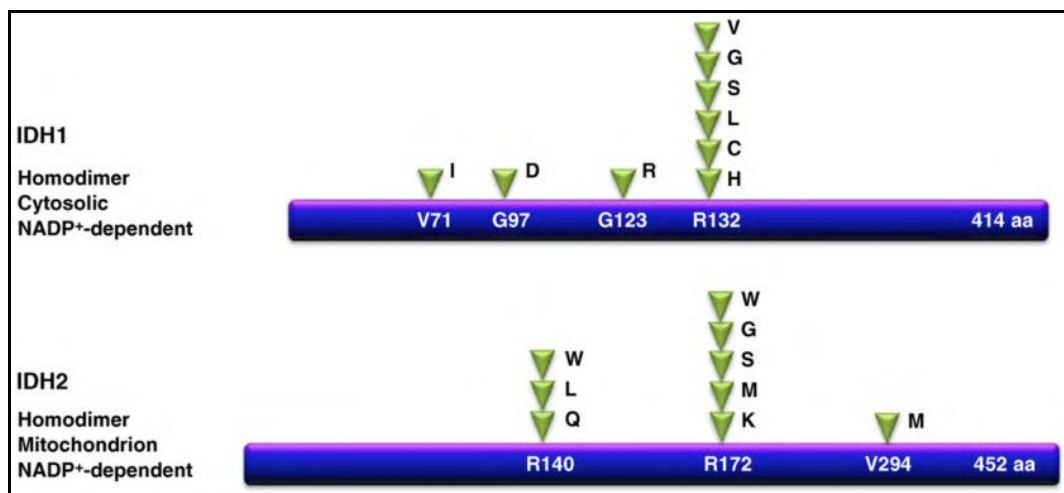 V
G
S
L
C
H
IDH1
Homodimer
Cytosolic
NADP+-dependent
I
D
R
V71 G97 G123 R132 414 aa
W
G
S
M
K
W
L
Q
M
IDH2
Homodimer
Mitochondrion
NADP+-dependent
R140 R172 V294 452 aa